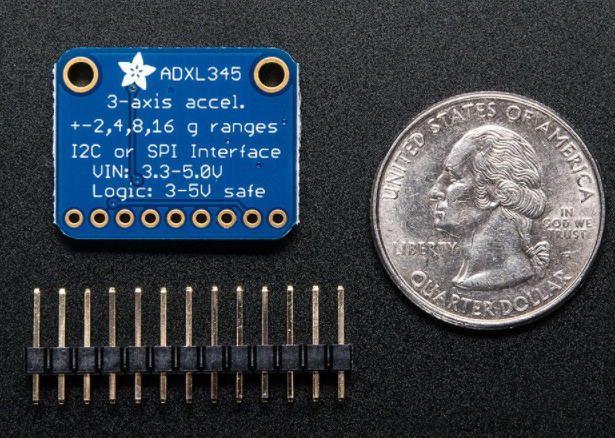 ADXL345
3-axis accel.
+-2,4,8,16 g ranges
I2C or SPI Interface
VIN: 3.3-5.0V
Logic: 3-5V safe
UNITED STATES OF AMERICA
LIBERTY
IN
GOD WE
TRUST
QUARTER DOLLAR